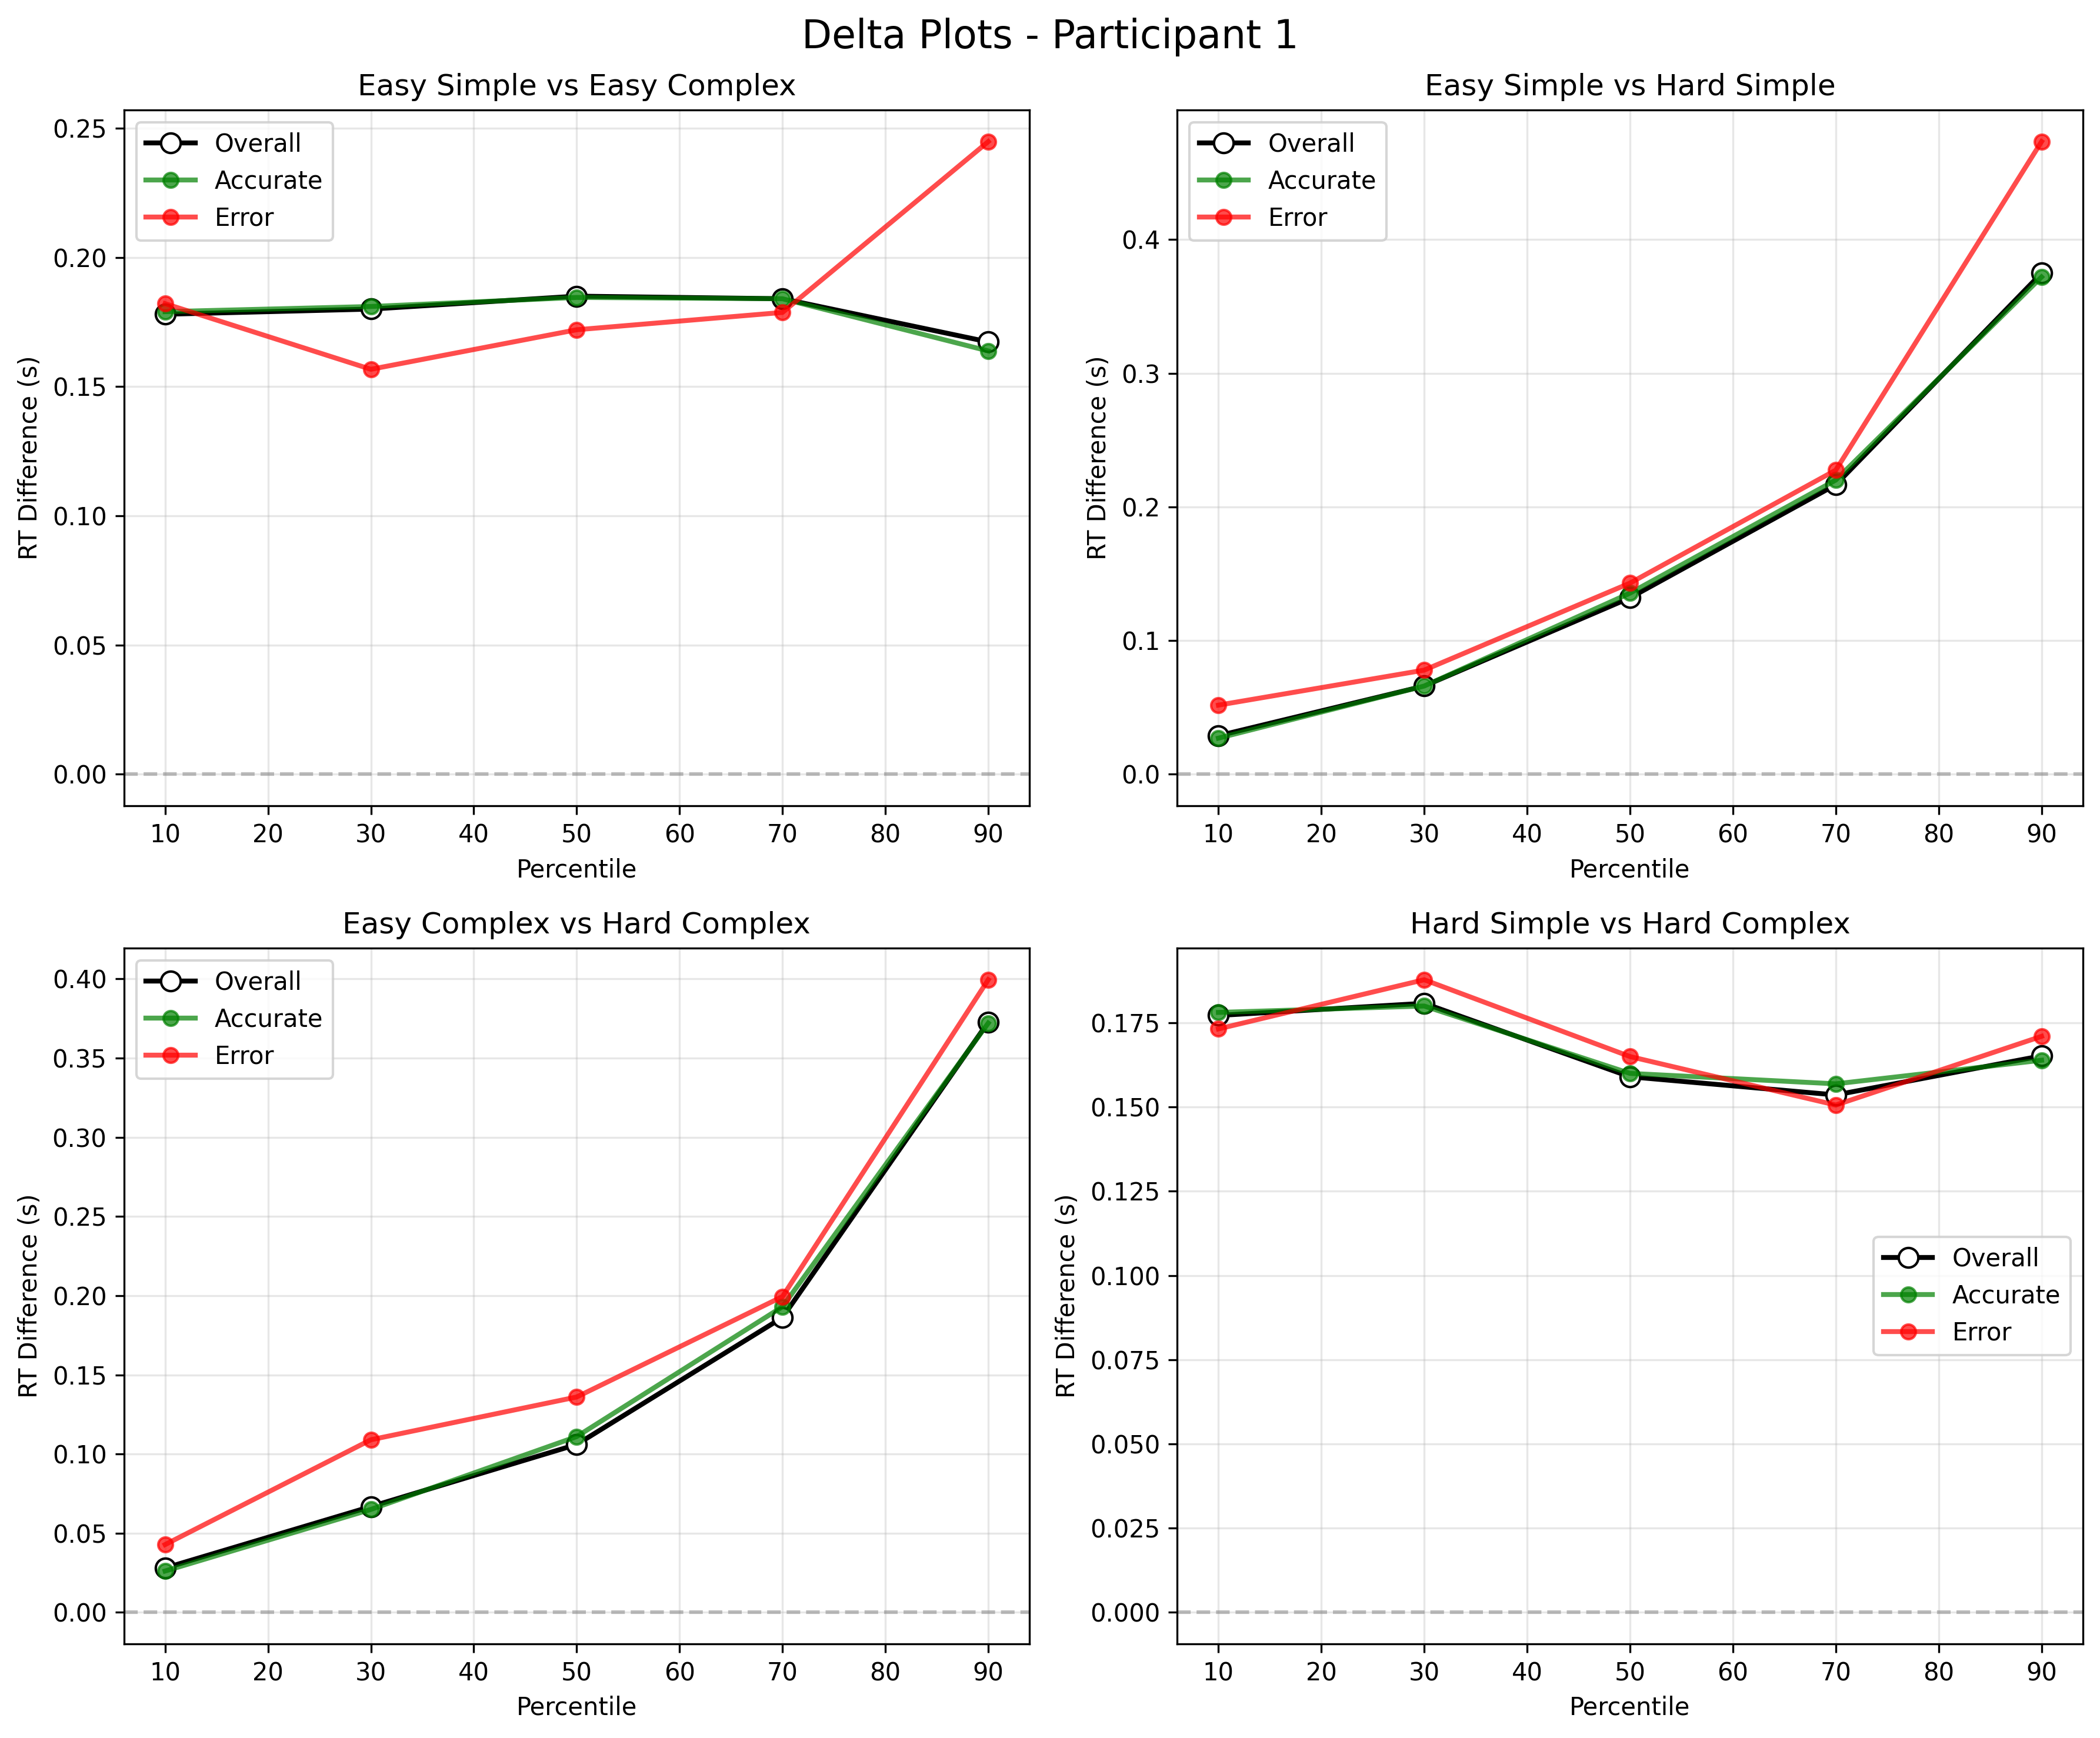 Delta Plots - Participant 1
Easy Simple vs Easy Complex
Overall
Accurate
Error
RT Difference (s)
0.25
0.20
0.15
0.10
0.05
0.00
10 20 30 40 50 60 70 80 90
Percentile
Easy Simple vs Hard Simple
Overall
Accurate
Error
RT Difference (s)
0.4
0.3
0.2
0.1
0.0
10 20 30 40 50 60 70 80 90
Percentile
Easy Complex vs Hard Complex
Overall
Accurate
Error
RT Difference (s)
0.40
0.35
0.30
0.25
0.20
0.15
0.10
0.05
0.00
10 20 30 40 50 60 70 80 90
Percentile
Hard Simple vs Hard Complex
RT Difference (s)
0.175
0.150
0.125
0.100
0.075
0.050
0.025
0.000
Overall
Accurate
Error
10 20 30 40 50 60 70 80 90
Percentile